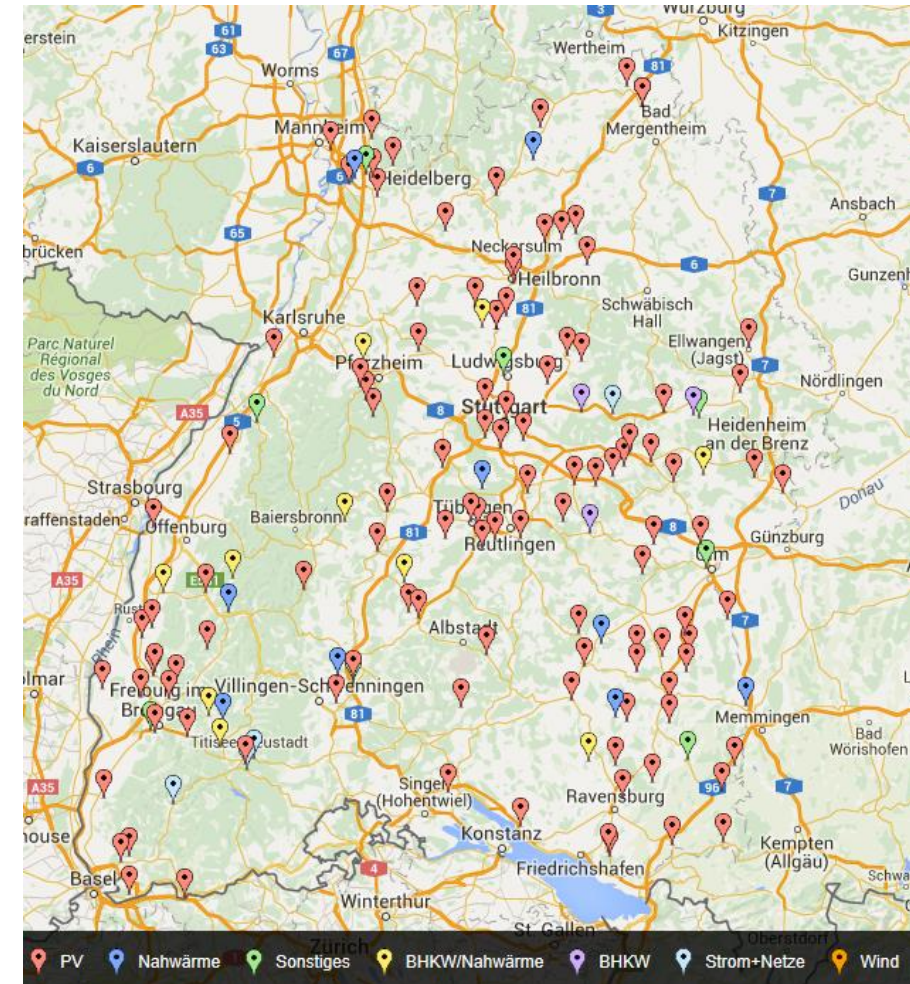 Würzburg
3
61
Kitzingen
erstein
63
67
Wertheim
Worms
81
Bad
Mergentheim
Mannheim
Kaiserslautern
6
Heidelberg
7
Ansbach
65
brücken
Neckarsulm
6
Heilbronn
Gunzenh
81
Schwäbisch
Hall
Karlsruhe
Parc Naturel
Régional
des Vosges
du Nord
Pforzheim
Ludwigsburg
Ellwangen
(Jagst)
7
Nördlingen
A35
5
8
Stuttgart
Heidenheim
an der Brenz
Strasbourg
Donau
raffenstaden
Offenburg
Baiersbronn
Tübingen
81
Reutlingen
8
Günzburg
Ulm
A35
Rust
Albstadt
7
Rhein
olmar
Freiburg im
Breisgau
Villingen-Schwenningen
81
Memmingen
Titisee-Neustadt
Bad
Wörishofen
A35
Singen
(Hohentwiel)
Ravensburg
96
7
house
Konstanz
Kempten
(Allgäu)
Basel
4
Friedrichshafen
Schwa
Winterthur
St. Gallen
Oberstdorf
Zürich
PV Nahwärme Sonstiges BHKW/Nahwärme BHKW Strom+Netze Wind